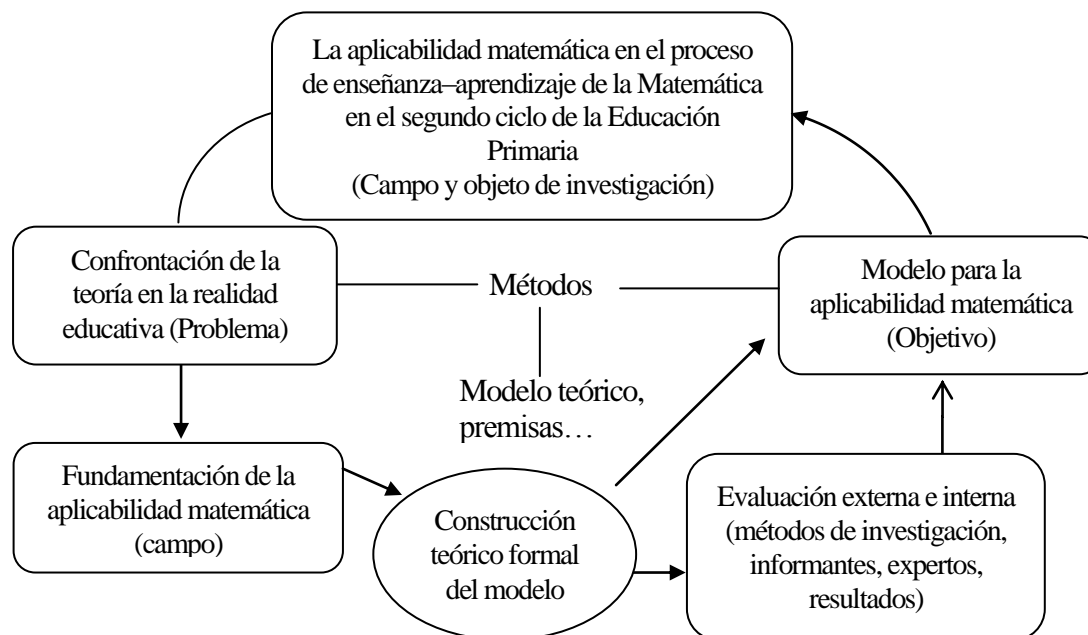 La aplicabilidad matemática en el proceso
de enseñanza–aprendizaje de la Matemática
en el segundo ciclo de la Educación
Primaria
(Campo y objeto de investigación)
Confrontación de la
teoría en la realidad
educativa (Problema)
Métodos
Modelo para la
aplicabilidad matemática
(Objetivo)
Modelo teórico,
premisas…
Fundamentación de la
aplicabilidad matemática
(campo)
Construcción
teórico formal
del modelo
Evaluación externa e interna
(métodos de investigación,
informantes, expertos,
resultados)